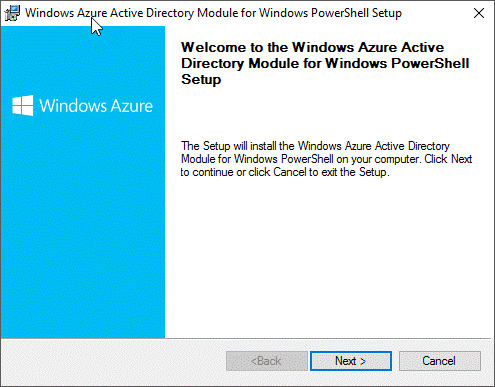 Windows Azure Active Directory Module for Windows PowerShell Setup
Welcome to the Windows Azure Active
Directory Module for Windows PowerShell
Setup
Windows Azure
The Setup will install the Windows Azure Active Directory
Module for Windows PowerShell on your computer. Click Next
to continue or click Cancel to exit the Setup.
<Back
Next >
Cancel